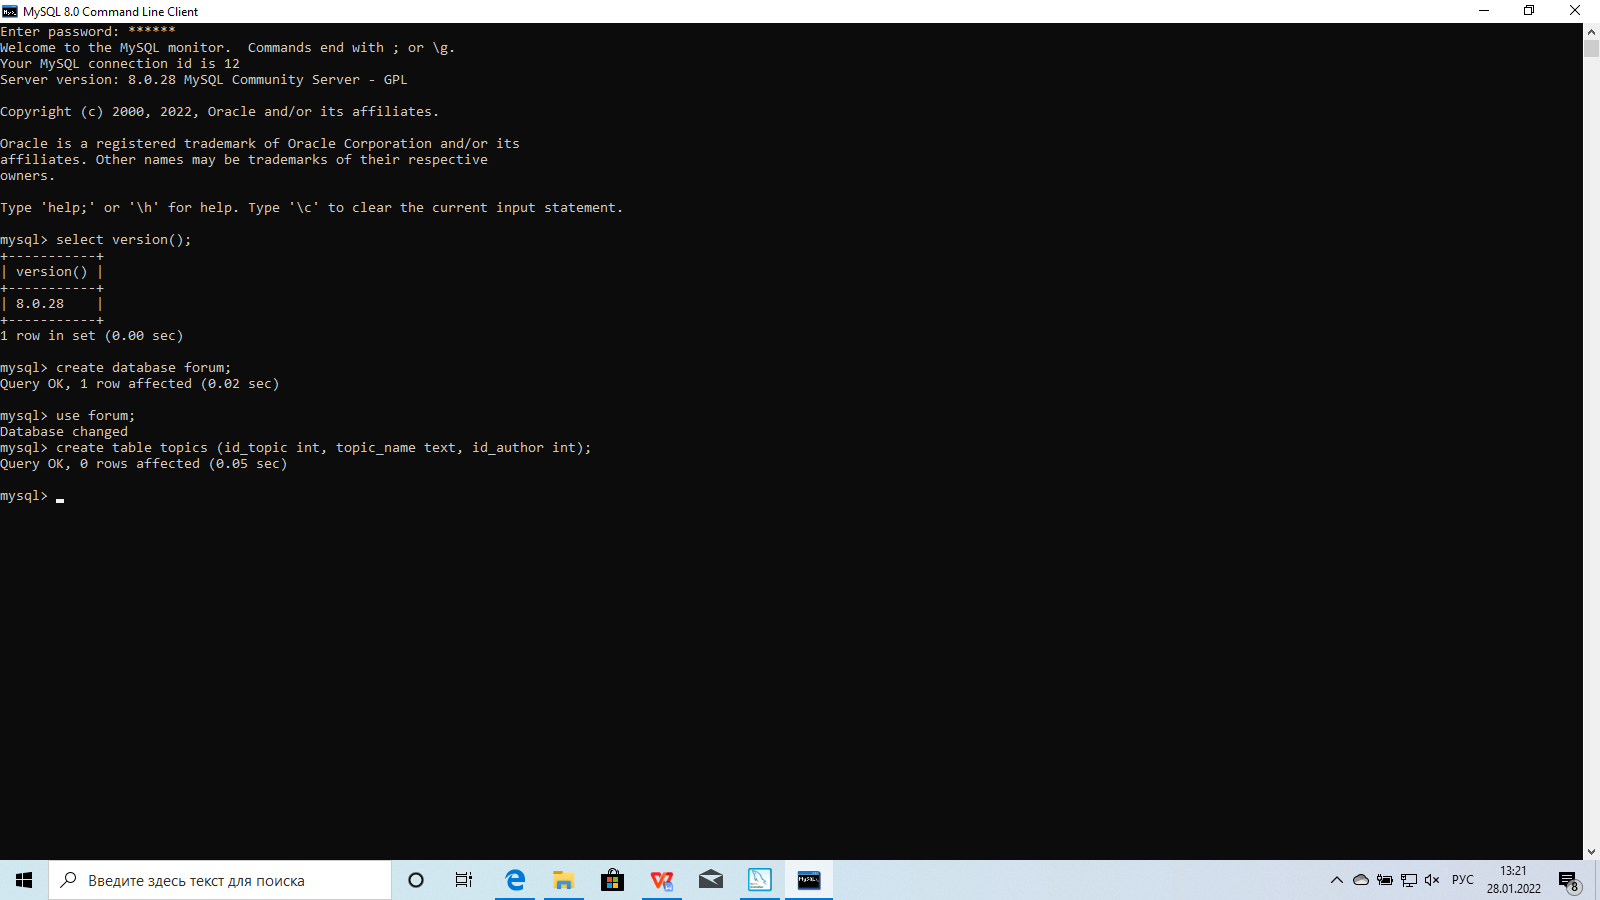 MySQL 8.0 Command Line Client
Enter password: ******
Welcome to the MySQL monitor.  Commands end with ; or \g.
Your MySQL connection id is 12
Server version: 8.0.28 MySQL Community Server - GPL
Copyright (c) 2000, 2022, Oracle and/or its affiliates.
Oracle is a registered trademark of Oracle Corporation and/or its
affiliates. Other names may be trademarks of their respective
owners.
Type 'help;' or '\h' for help. Type '\c' to clear the current input statement.
mysql> select version();
+-----------+
| version() |
+-----------+
| 8.0.28    |
+-----------+
1 row in set (0.00 sec)
mysql> create database forum;
Query OK, 1 row affected (0.02 sec)
mysql> use forum;
Database changed
mysql> create table topics (id_topic int, topic_name text, id_author int);
Query OK, 0 rows affected (0.05 sec)
mysql> _
Введите здесь текст для поиска
РУС
13:21
28.01.2022
8